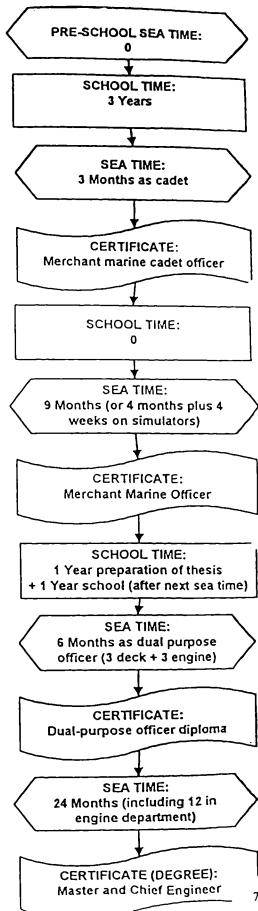 PRE-SCHOOL SEA TIME:
0
SCHOOL TIME:
3 Years
SEA TIME:
3 Months as cadet
CERTIFICATE:
Merchant marine cadet officer
SCHOOL TIME:
0
SEA TIME:
9 Months (or 4 months plus 4
weeks on simulators)
CERTIFICATE:
Merchant Marine Officer
SCHOOL TIME:
1 Year preparation of thesis
+ 1 Year school (after next sea time)
SEA TIME:
6 Months as dual purpose
officer (3 deck + 3 engine)
CERTIFICATE:
Dual-purpose officer diploma
SEA TIME:
24 Months (including 12 in
engine department)
CERTIFICATE (DEGREE):
Master and Chief Engineer
7